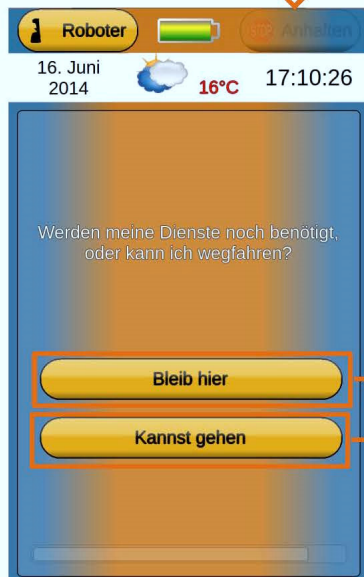 Roboter
Anhalten
16. Juni
2014
16°C
17:10:26
Werden meine Dienste noch benötigt,
oder kann ich wegfahren?
Bleib hier
Kannst gehen